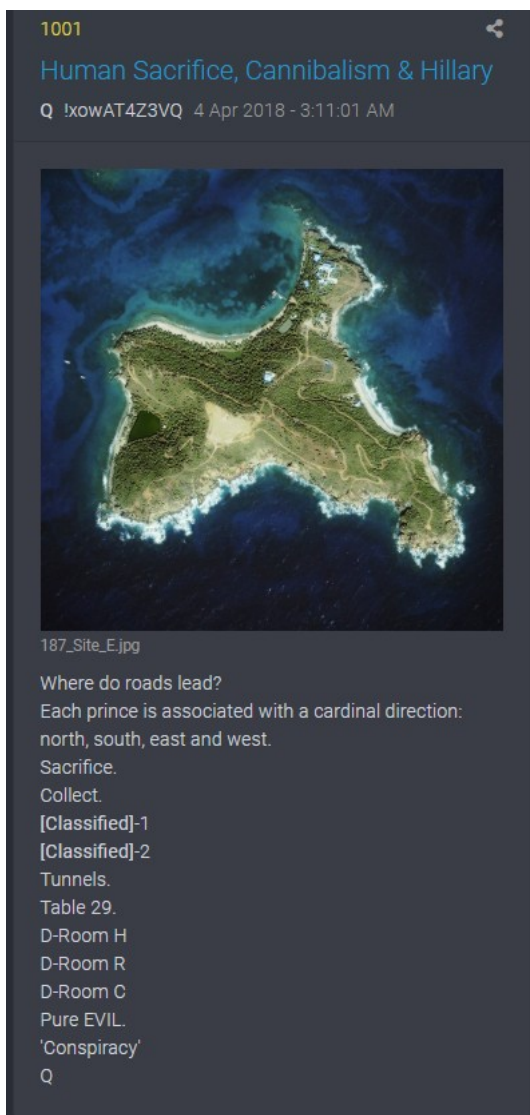 1001
Human Sacrifice, Cannibalism & Hillary
Q !xowAT4Z3VQ 4 Apr 2018 - 3:11:01 AM
187_Site_E.jpg
Where do roads lead?
Each prince is associated with a cardinal direction:
north, south, east and west.
Sacrifice.
Collect.
[Classified]-1
[Classified]-2
Tunnels.
Table 29.
D-Room H
D-Room R
D-Room C
Pure EVIL.
'Conspiracy'
Q